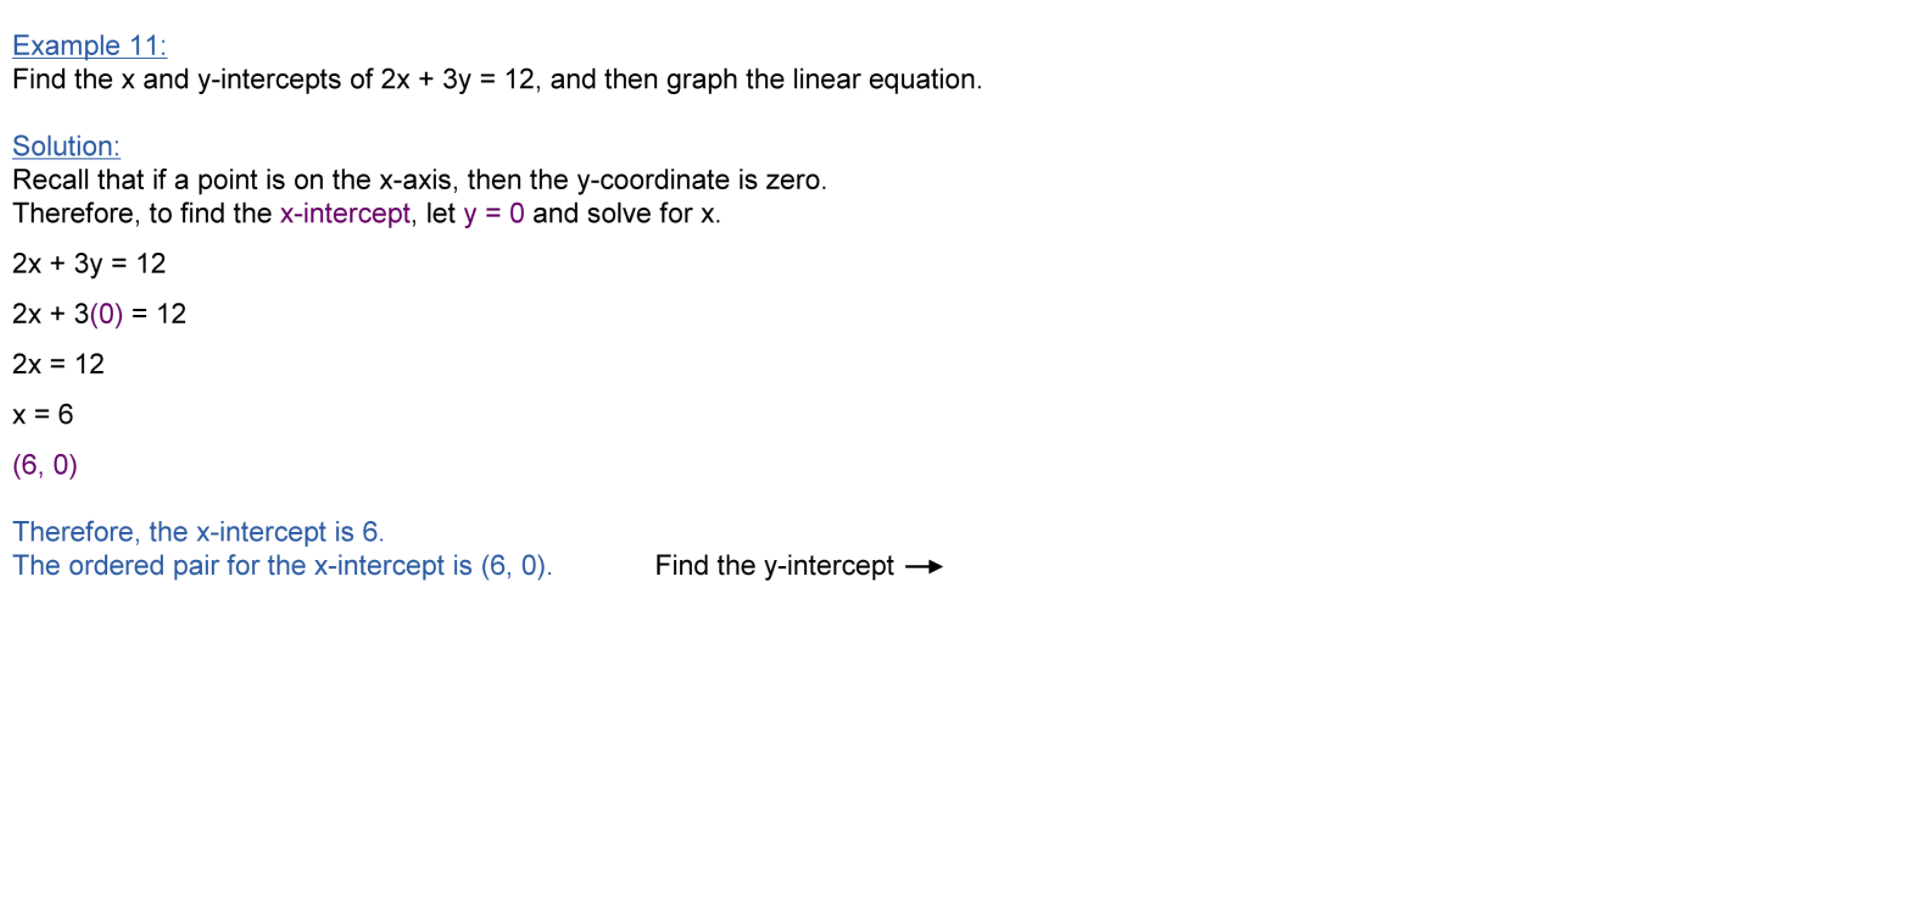 Example 11:
Find the x and y-intercepts of 2x + 3y = 12, and then graph the linear equation.
Solution:
Recall that if a point is on the x-axis, then the y-coordinate is zero.
Therefore, to find the x-intercept, let y = 0 and solve for x.
2x + 3y = 12
2x + 3(0) = 12
2x = 12
x = 6
(6, 0)
Therefore, the x-intercept is 6.
The ordered pair for the x-intercept is (6, 0).
Find the y-intercept →